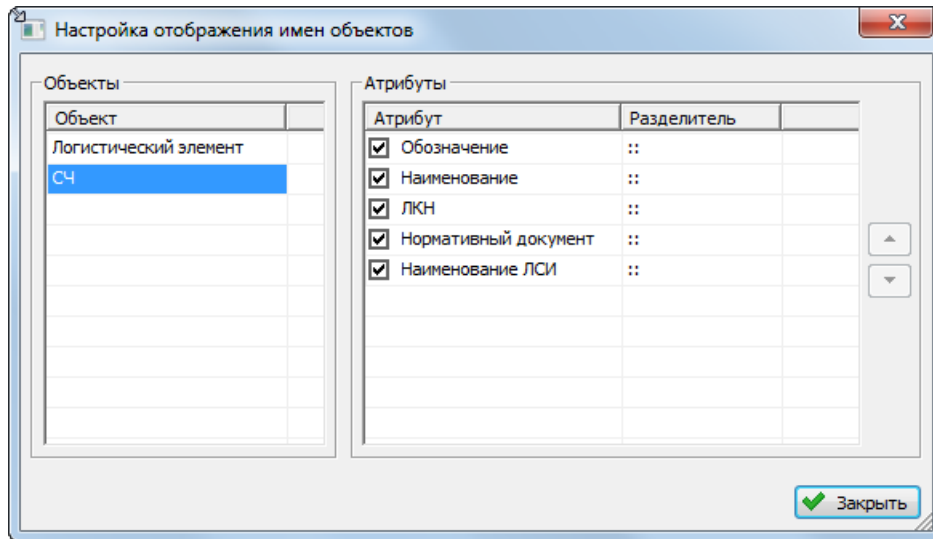 Настройка отображения имен объектов
Объекты
Объект
Логистический элемент
СЧ
Атрибуты
Атрибут Разделитель
Обозначение ::
Наименование ::
ЛКН ::
Нормативный документ ::
Наименование ЛСИ ::
Закрыть